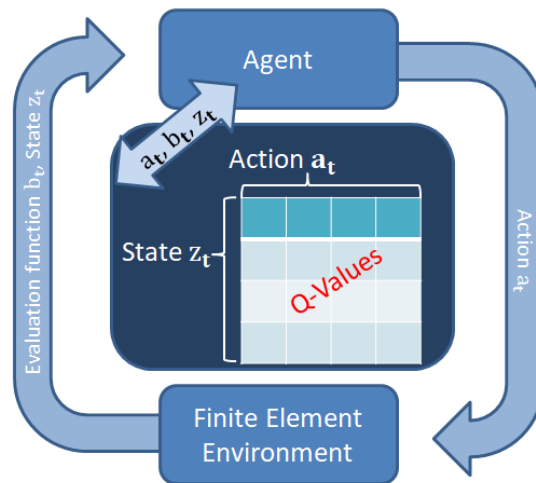 Agent
Evaluation function b_t, State z_t
a_t, b_t, z_t
Action a_t
State z_t
Q-Values
Action a_t
Finite Element
Environment